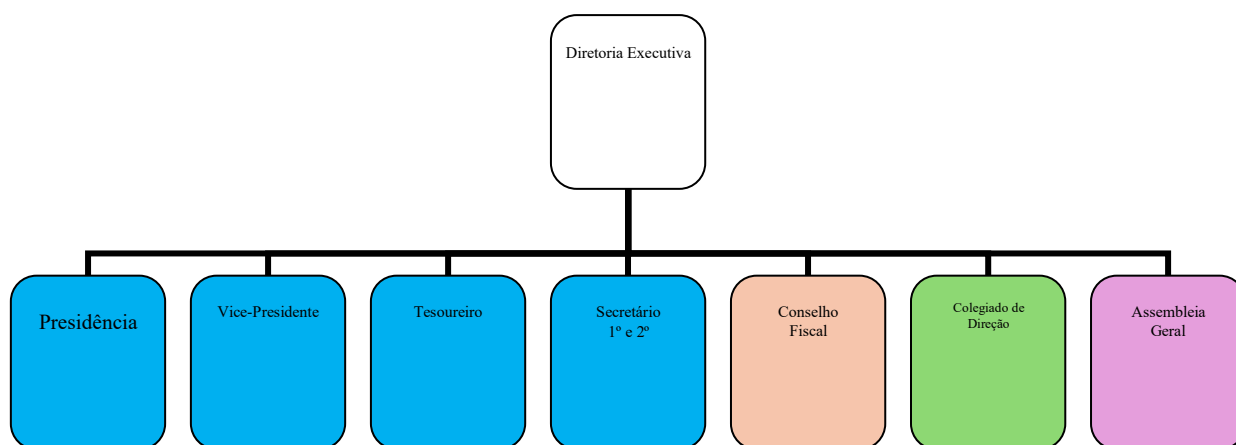 Diretoria Executiva
Presidência
Vice-Presidente
Tesoureiro
Secretário
1º e 2º
Conselho
Fiscal
Colegiado de
Direção
Assembleia
Geral